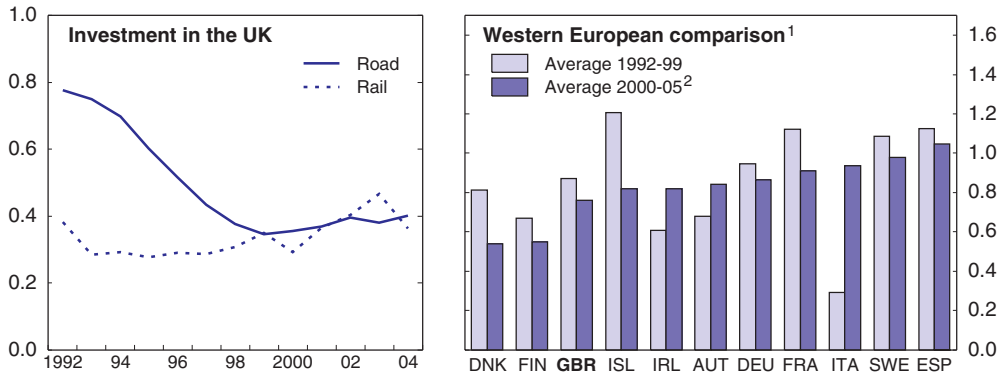 Investment in the UK
Road
Rail
1.0
0.8
0.6
0.4
0.2
0.0
1992 94 96 98 2000 02 04
Western European comparison¹
Average 1992-99
Average 2000-05²
1.6
1.4
1.2
1.0
0.8
0.6
0.4
0.2
0.0
DNK FIN GBR ISL IRL AUT DEU FRA ITA SWE ESP